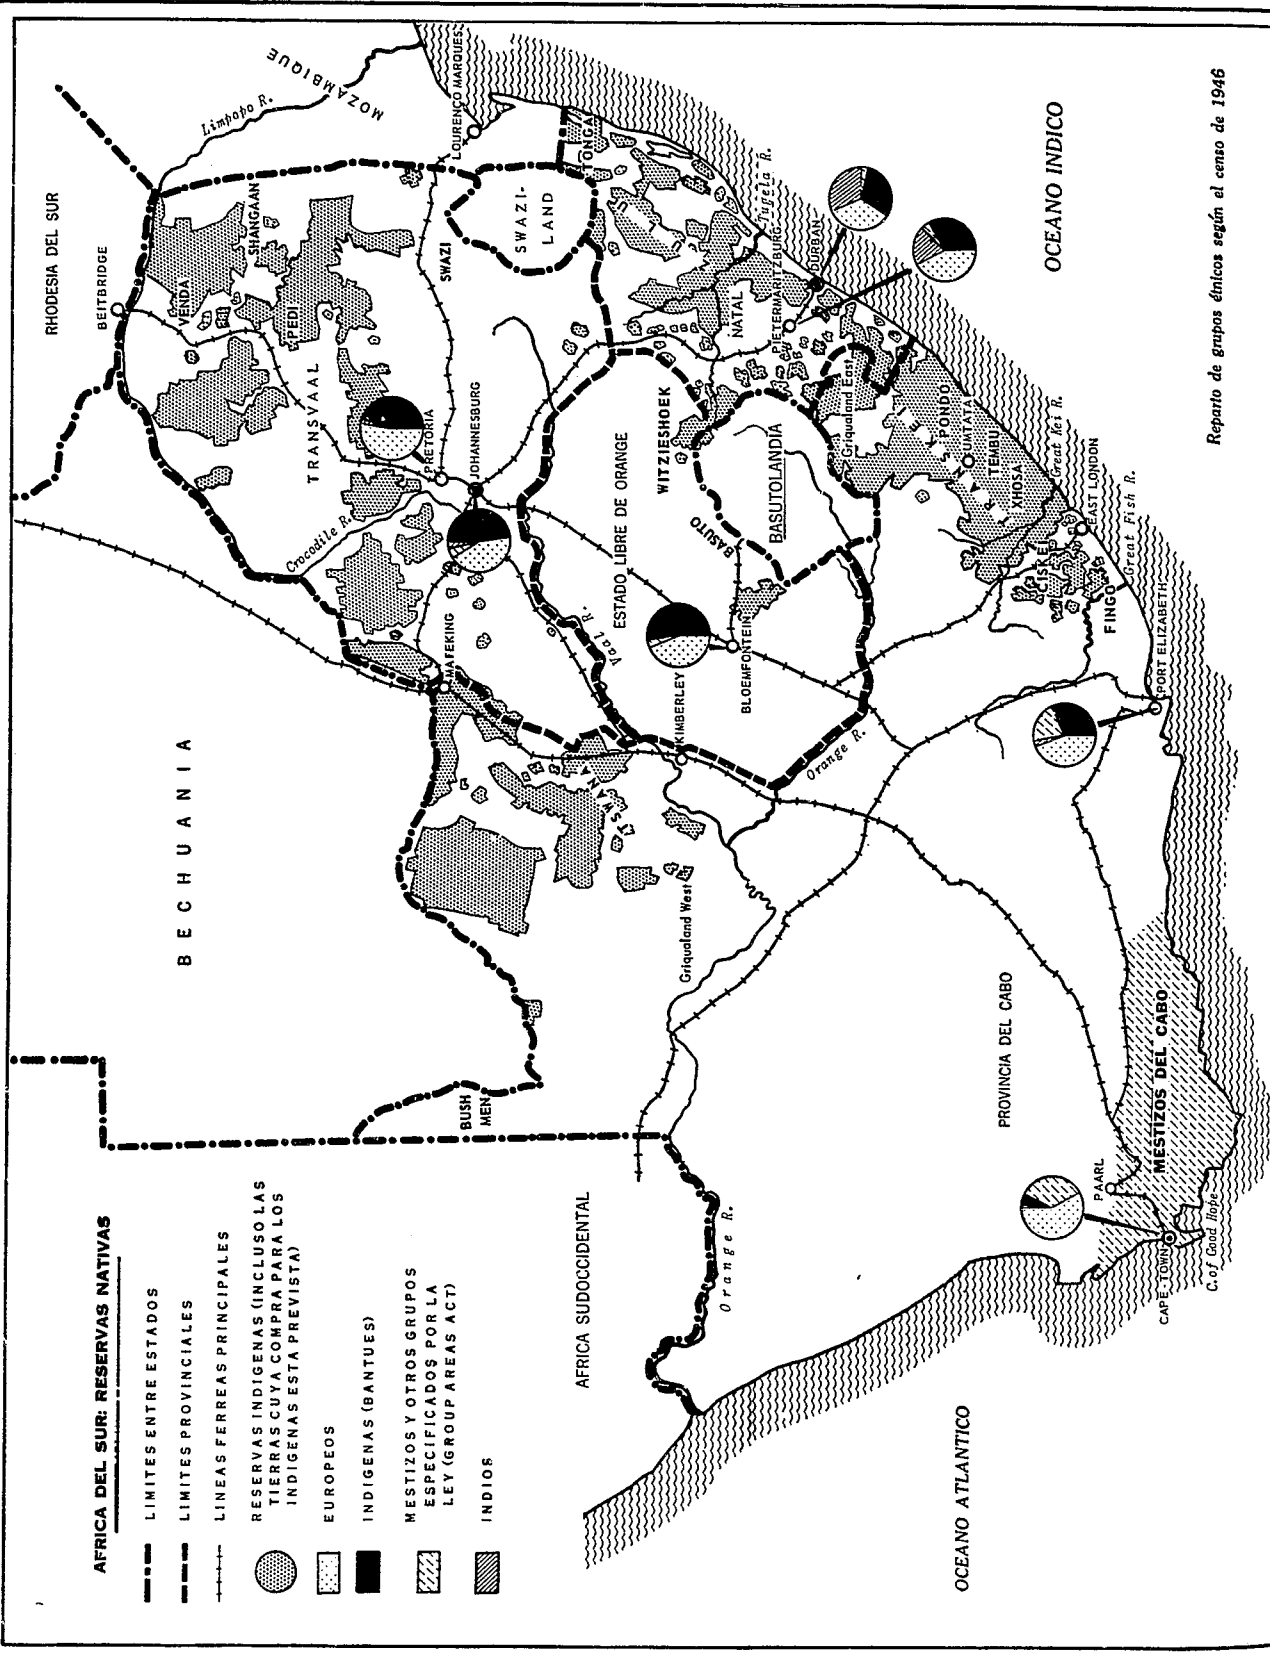 AFRICA DEL SUR: RESERVAS NATIVAS
LIMITES ENTRE ESTADOS
LIMITES PROVINCIALES
LINEAS FERREAS PRINCIPALES
RESERVAS INDIGENAS (INCLUSO LAS
TIERRAS CUYA COMPRA PARA LOS
INDIGENAS ESTA PREVISTA)
EUROPEOS
INDIGENAS (BANTUES)
MESTIZOS Y OTROS GRUPOS
ESPECIFICADOS POR LA
LEY (GROUP AREAS ACT)
INDIOS
BECHUANIA
RHODESIA DEL SUR
BEITBRIDGE
Limpopo R.
MOZAMBIQUE
LOURENÇO MARQUES
VENDA
SHANGAAN
PEDI
TRANSVAAL
SWAZI
SWAZI-
LAND
TONGA
PRETORIA
JOHANNESBURG
Crocodile R.
MAFEKING
BUSH
MEN
AFRICA SUDOCCIDENTAL
Orange R.
TSWANA
Griqualand West
KIMBERLEY
Vaal R.
ESTADO LIBRE DE ORANGE
WITZIESHOEK
BLOEMFONTEIN
BASUTO
BASUTOLANDIA
Orange R.
NATAL
Tugela R.
PIETERMARITZBURG
DURBAN
Griqualand East
TRANSKEI
PONDO
UMTATA
TEMBU
XHOSA
Great Kei R.
CISKEI
EAST LONDON
FINGO
Great Fish R.
PORT ELIZABETH
PROVINCIA DEL CABO
MESTIZOS DEL CABO
PAARL
CAPE-TOWN
C. of Good Hope
OCEANO ATLANTICO
OCEANO INDICO
Reparto de grupos étnicos según el censo de 1946